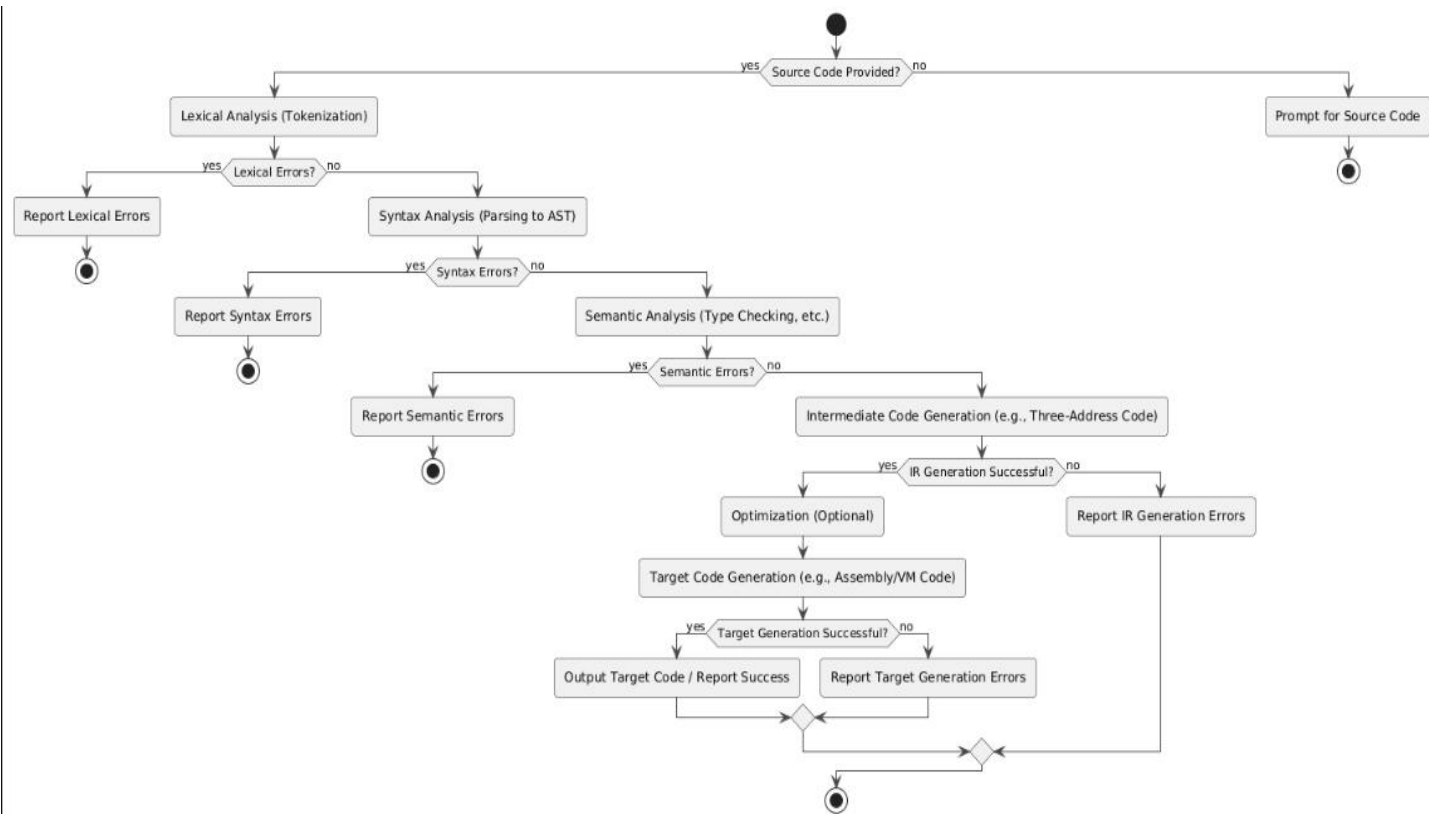 yes
Source Code Provided?
no
Lexical Analysis (Tokenization)
Prompt for Source Code
yes
Lexical Errors?
no
Report Lexical Errors
Syntax Analysis (Parsing to AST)
yes
Syntax Errors?
no
Report Syntax Errors
Semantic Analysis (Type Checking, etc.)
yes
Semantic Errors?
no
Report Semantic Errors
Intermediate Code Generation (e.g., Three-Address Code)
yes
IR Generation Successful?
no
Optimization (Optional)
Report IR Generation Errors
Target Code Generation (e.g., Assembly/VM Code)
yes
Target Generation Successful?
no
Output Target Code / Report Success
Report Target Generation Errors